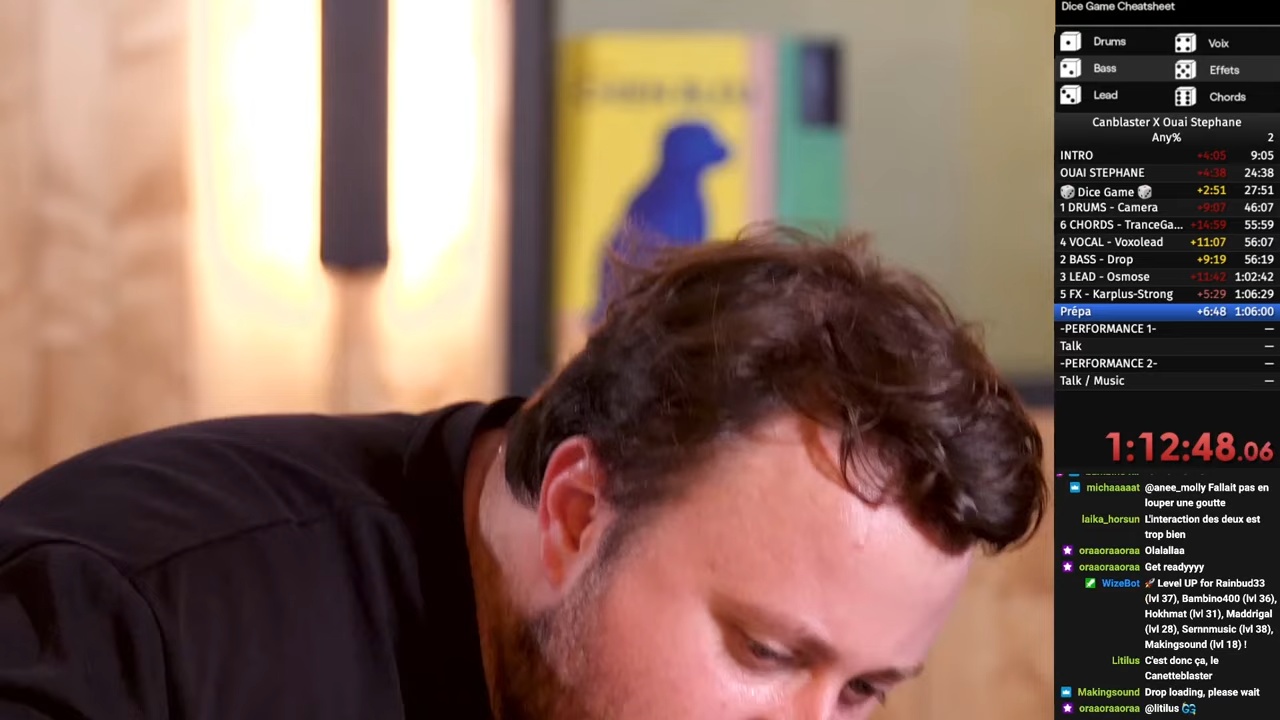 Dice Game Cheatsheet
Drums
Voix
Bass
Effets
Lead
Chords
Canblaster X Ouai Stephane
Any% 2
INTRO +4:05 9:05
OUAI STEPHANE +4:38 24:38
Dice Game +2:51 27:51
1 DRUMS - Camera +9:07 46:07
6 CHORDS - TranceGa... +14:59 55:59
4 VOCAL - Voxolead +11:07 56:07
2 BASS - Drop +9:19 56:19
3 LEAD - Osmose +11:42 1:02:42
5 FX - Karplus-Strong +5:29 1:06:29
Prépa +6:48 1:06:00
-PERFORMANCE 1- —
Talk —
-PERFORMANCE 2- —
Talk / Music —
1:12:48.06
michaaaaat @anee_molly Fallait pas en
louper une goutte
laika_horsun L'interaction des deux est
trop bien
oraaoraaoraa Olalallaa
oraaoraaoraa Get readyyyy
WizeBot 🚀 Level UP for Rainbud33
(lvl 37), Bambino400 (lvl 36),
Hokhmat (lvl 31), Maddrigal
(lvl 28), Sernnmusic (lvl 38),
Makingsound (lvl 18) !
Litilus C'est donc ça, le
Canetteblaster
Makingsound Drop loading, please wait
oraaoraaoraa @litilus